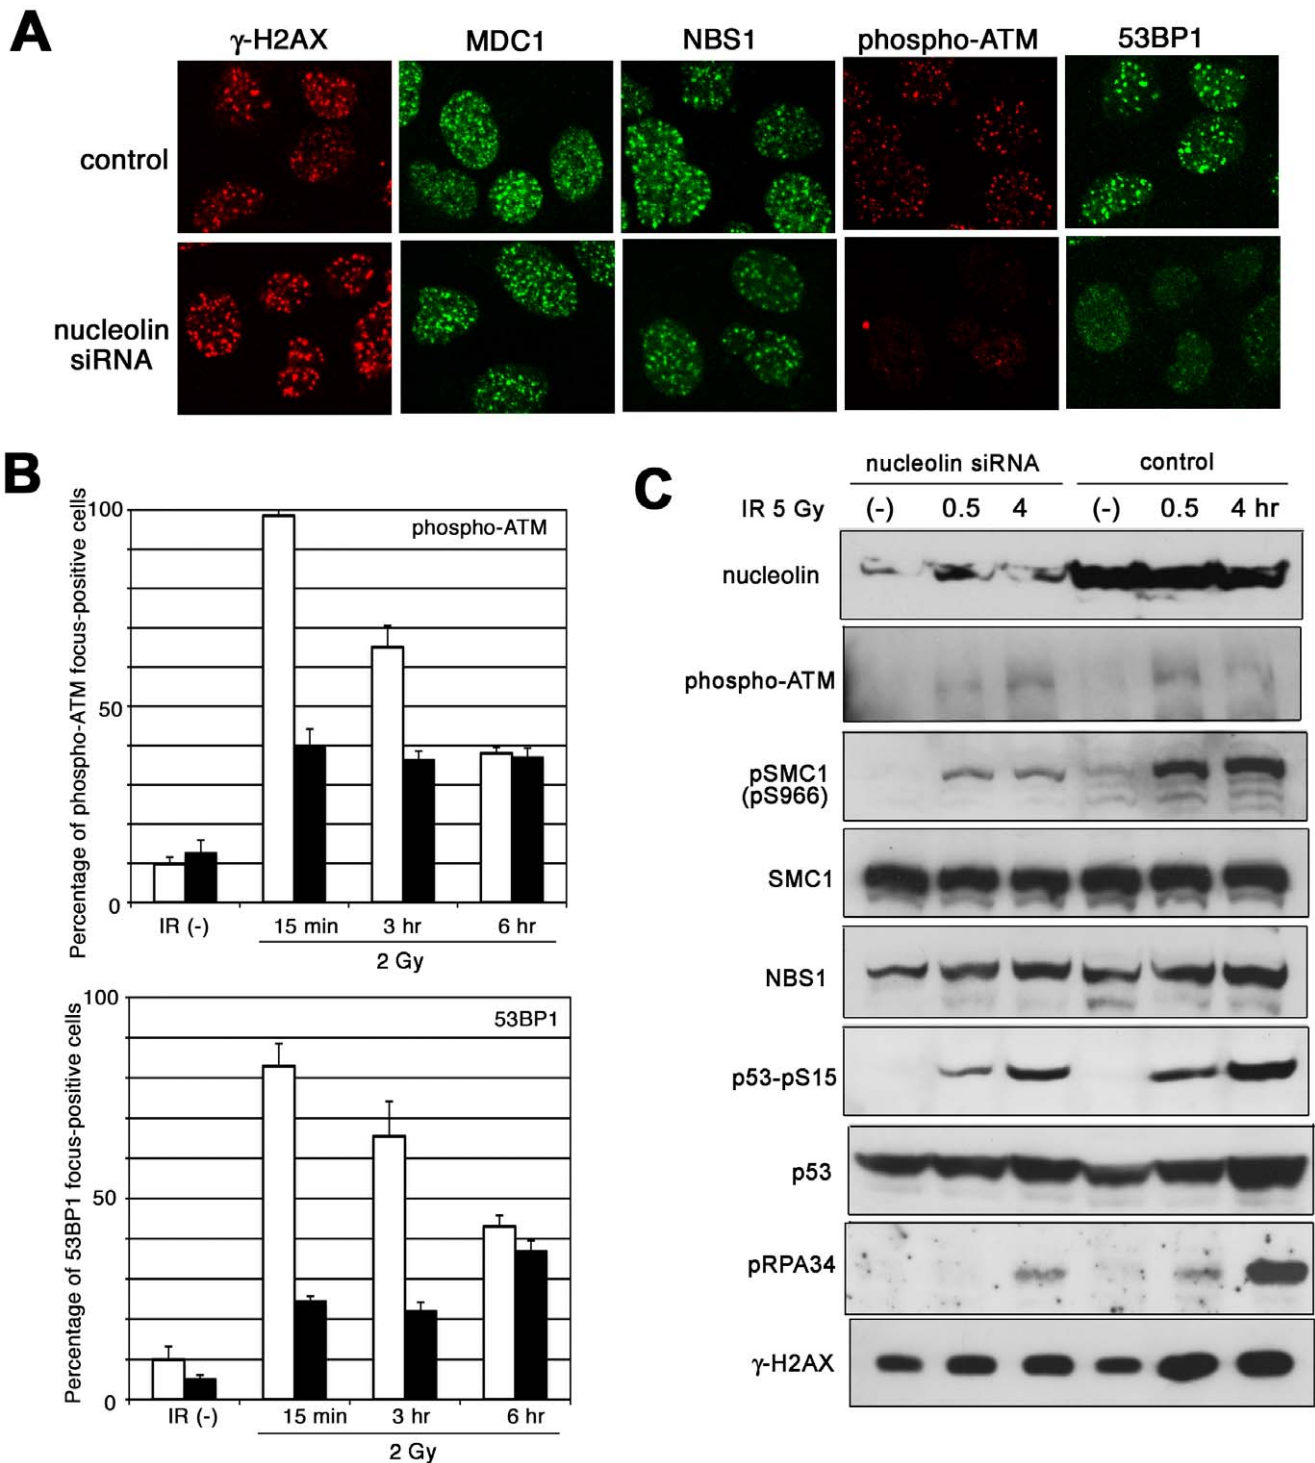 A
γ-H2AX MDC1 NBS1 phospho-ATM 53BP1
control
nucleolin
siRNA
B
Percentage of phospho-ATM focus-positive cells
100
50
0
phospho-ATM
IR (-) 15 min 3 hr 6 hr
2 Gy
Percentage of 53BP1 focus-positive cells
100
50
0
53BP1
IR (-) 15 min 3 hr 6 hr
2 Gy
C
nucleolin siRNA control
IR 5 Gy (-) 0.5 4 (-) 0.5 4 hr
nucleolin
phospho-ATM
pSMC1
(pS966)
SMC1
NBS1
p53-pS15
p53
pRPA34
γ-H2AX